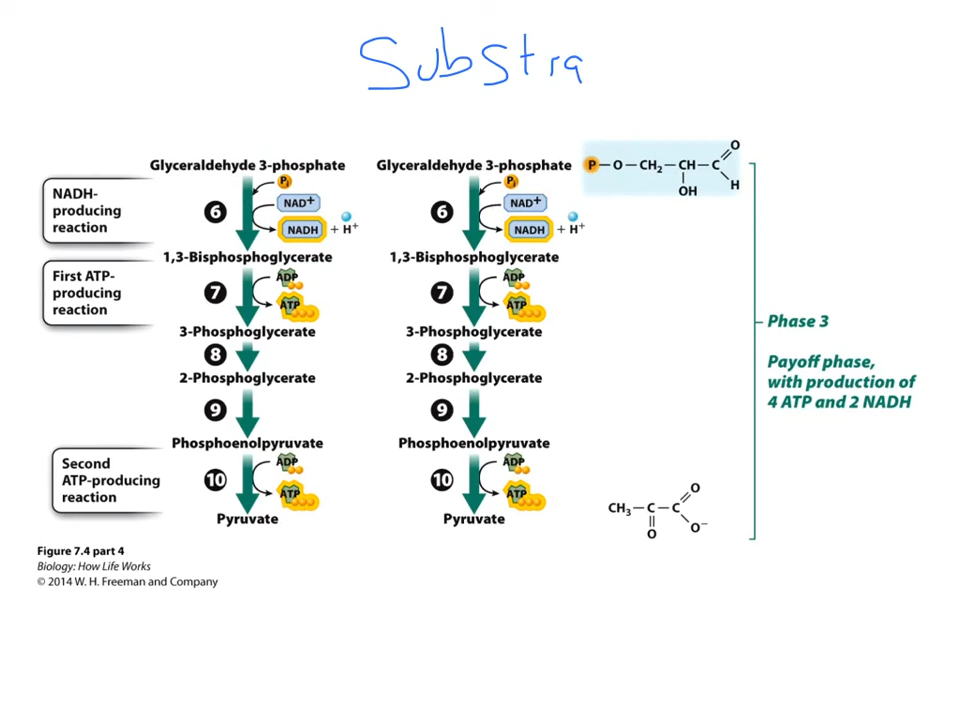 Substra
Glyceraldehyde 3-phosphate
Glyceraldehyde 3-phosphate
P—O—CH₂—CH—C
O
H
OH
NADH-
producing
reaction
6
Pi
NAD+
NADH + H+
6
Pi
NAD+
NADH + H+
1,3-Bisphosphoglycerate
1,3-Bisphosphoglycerate
First ATP-
producing
reaction
7
ADP
ATP
7
ADP
ATP
3-Phosphoglycerate
3-Phosphoglycerate
Phase 3
Payoff phase,
with production of
4 ATP and 2 NADH
8
8
2-Phosphoglycerate
2-Phosphoglycerate
9
9
Phosphoenolpyruvate
Phosphoenolpyruvate
Second
ATP-producing
reaction
10
ADP
ATP
10
ADP
ATP
Pyruvate
Pyruvate
O
CH₃—C—C
O
O⁻
Figure 7.4 part 4
Biology: How Life Works
© 2014 W. H. Freeman and Company